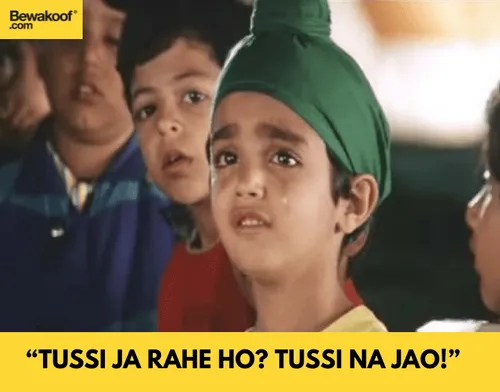 Bewakoof®
.com
“TUSSI JA RAHE HO? TUSSI NA JAO!”